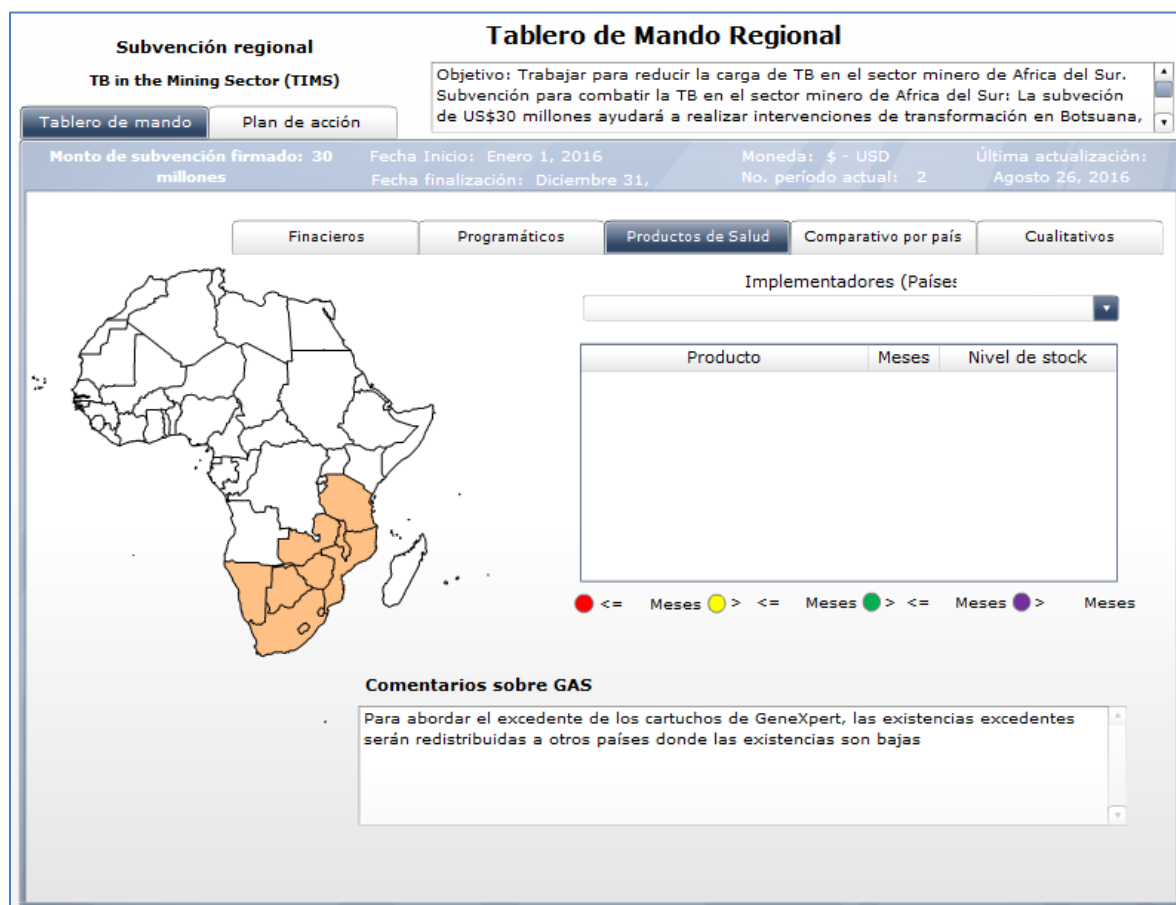 Subvención regional
TB in the Mining Sector (TIMS)
Tablero de Mando Regional
Objetivo: Trabajar para reducir la carga de TB en el sector minero de Africa del Sur.
Subvención para combatir la TB en el sector minero de Africa del Sur: La subveción
de US$30 millones ayudará a realizar intervenciones de transformación en Botsuana,
Tablero de mando
Plan de acción
Monto de subvención firmado: 30
millones
Fecha Inicio: Enero 1, 2016
Fecha finalización: Diciembre 31,
Moneda: $ - USD
No. período actual: 2
Última actualización:
Agosto 26, 2016
Finacieros
Programáticos
Productos de Salud
Comparativo por país
Cualitativos
Implementadores (Países
Producto Meses Nivel de stock
<= Meses > <= Meses > <= Meses > Meses
Comentarios sobre GAS
Para abordar el excedente de los cartuchos de GeneXpert, las existencias excedentes
serán redistribuidas a otros países donde las existencias son bajas